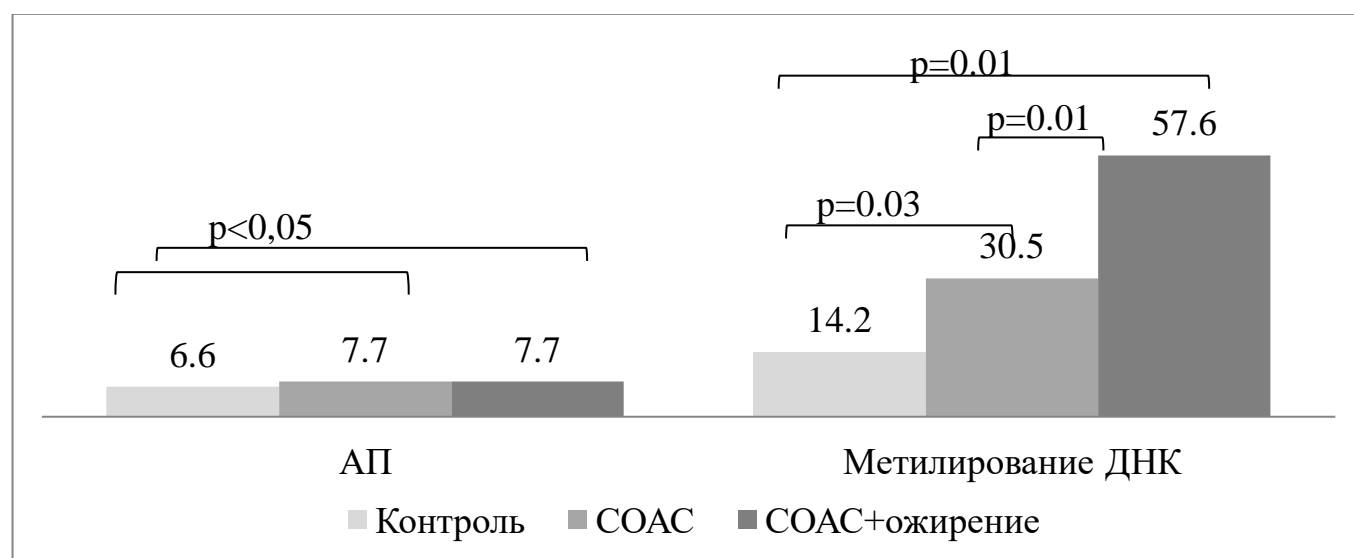 p=0.01
p=0.01
57.6
p=0.03
p<0,05
30.5
14.2
6.6
7.7
7.7
АП
Метилирование ДНК
Контроль
СОАС
СОАС+ожирение